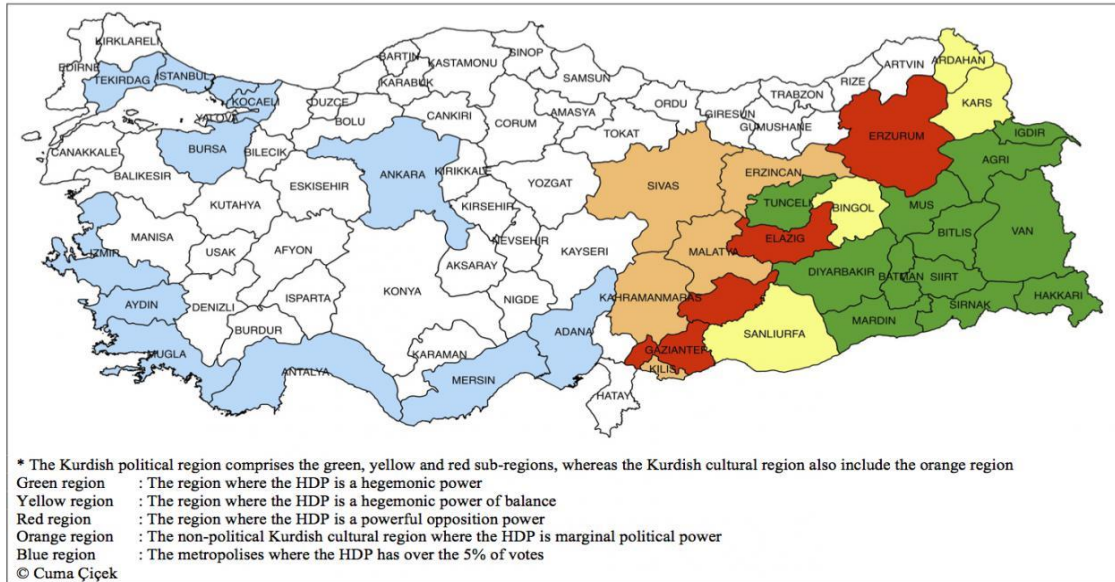 KIRKLARELI
EDIRNE
TEKIRDAG
ISTANBUL
KOCAELI
YALOVA
BURSA
BILECIK
CANAKKALE
BALIKESIR
DUZCE
BOLU
BARTIN
KARABUK
KASTAMONU
SINOP
CANKIRI
CORUM
SAMSUN
AMASYA
TOKAT
ORDU
GIRESUN
GUMUSHANE
TRABZON
RIZE
ARTVIN
ARDAHAN
KARS
ERZURUM
IGDIR
AGRI
KUTAHYA
ESKISEHIR
ANKARA
KIRIKKALE
KIRSEHIR
YOZGAT
SIVAS
ERZINCAN
TUNCELI
BINGOL
MUS
BITLIS
VAN
MANISA
IZMIR
USAK
AFYON
AKSARAY
NEVSEHIR
KAYSERI
MALATYA
ELAZIG
DIYARBAKIR
BATMAN
SIIRT
SIRNAK
HAKKARI
AYDIN
DENIZLI
ISPARTA
KONYA
NIGDE
KAHRAMANMARAS
MARDIN
SANLIURFA
MUGLA
BURDUR
ANTALYA
KARAMAN
MERSIN
ADANA
GAZIANTEP
KILIS
HATAY
* The Kurdish political region comprises the green, yellow and red sub-regions, whereas the Kurdish cultural region also include the orange region
Green region : The region where the HDP is a hegemonic power
Yellow region : The region where the HDP is a hegemonic power of balance
Red region : The region where the HDP is a powerful opposition power
Orange region : The non-political Kurdish cultural region where the HDP is marginal political power
Blue region : The metropolises where the HDP has over the 5% of votes
© Cuma Çiçek